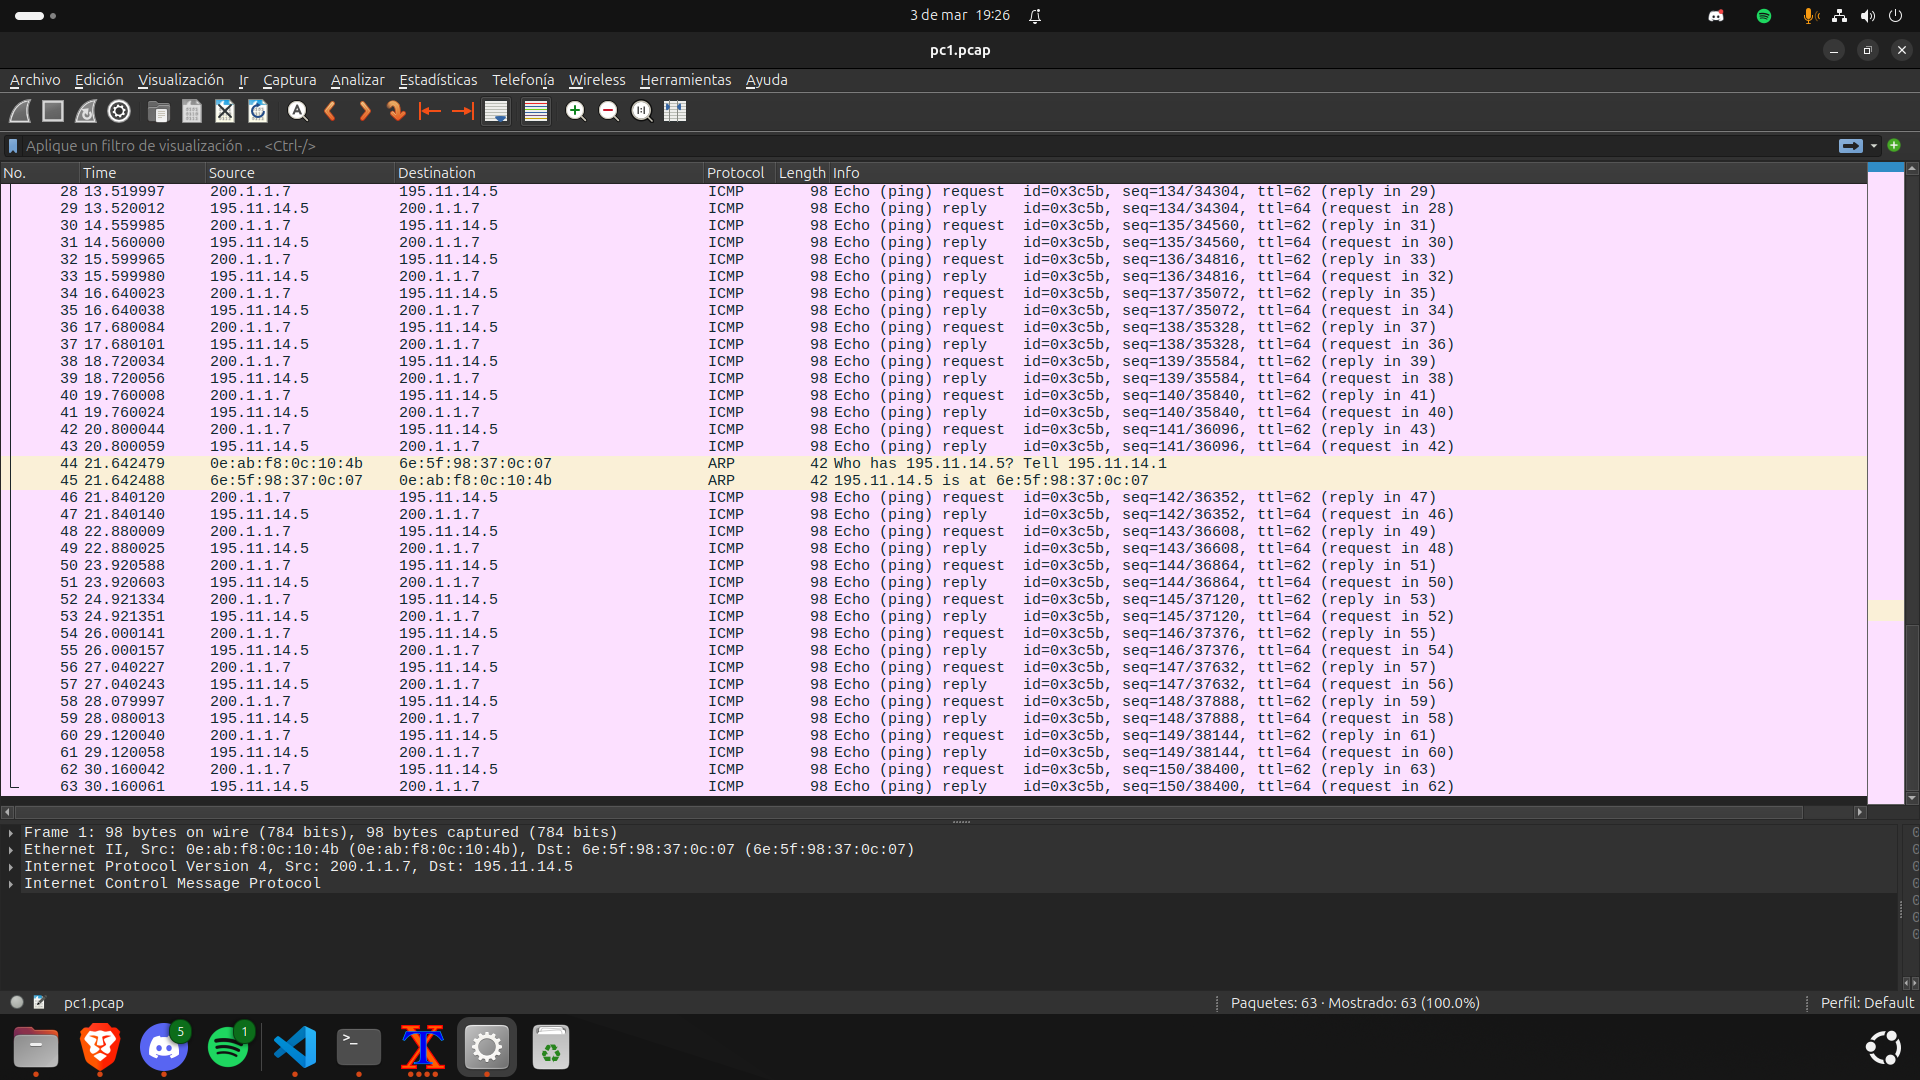 3 de mar 19:26
pc1.pcap
Archivo Edición Visualización Ir Captura Analizar Estadísticas Telefonía Wireless Herramientas Ayuda
Aplique un filtro de visualización … <Ctrl-/>
No. Time Source Destination Protocol Length Info
28 13.519997 200.1.1.7 195.11.14.5 ICMP 98 Echo (ping) request id=0x3c5b, seq=134/34304, ttl=62 (reply in 29)
29 13.520012 195.11.14.5 200.1.1.7 ICMP 98 Echo (ping) reply id=0x3c5b, seq=134/34304, ttl=64 (request in 28)
30 14.559985 200.1.1.7 195.11.14.5 ICMP 98 Echo (ping) request id=0x3c5b, seq=135/34560, ttl=62 (reply in 31)
31 14.560000 195.11.14.5 200.1.1.7 ICMP 98 Echo (ping) reply id=0x3c5b, seq=135/34560, ttl=64 (request in 30)
32 15.599965 200.1.1.7 195.11.14.5 ICMP 98 Echo (ping) request id=0x3c5b, seq=136/34816, ttl=62 (reply in 33)
33 15.599980 195.11.14.5 200.1.1.7 ICMP 98 Echo (ping) reply id=0x3c5b, seq=136/34816, ttl=64 (request in 32)
34 16.640023 200.1.1.7 195.11.14.5 ICMP 98 Echo (ping) request id=0x3c5b, seq=137/35072, ttl=62 (reply in 35)
35 16.640038 195.11.14.5 200.1.1.7 ICMP 98 Echo (ping) reply id=0x3c5b, seq=137/35072, ttl=64 (request in 34)
36 17.680084 200.1.1.7 195.11.14.5 ICMP 98 Echo (ping) request id=0x3c5b, seq=138/35328, ttl=62 (reply in 37)
37 17.680101 195.11.14.5 200.1.1.7 ICMP 98 Echo (ping) reply id=0x3c5b, seq=138/35328, ttl=64 (request in 36)
38 18.720034 200.1.1.7 195.11.14.5 ICMP 98 Echo (ping) request id=0x3c5b, seq=139/35584, ttl=62 (reply in 39)
39 18.720056 195.11.14.5 200.1.1.7 ICMP 98 Echo (ping) reply id=0x3c5b, seq=139/35584, ttl=64 (request in 38)
40 19.760008 200.1.1.7 195.11.14.5 ICMP 98 Echo (ping) request id=0x3c5b, seq=140/35840, ttl=62 (reply in 41)
41 19.760024 195.11.14.5 200.1.1.7 ICMP 98 Echo (ping) reply id=0x3c5b, seq=140/35840, ttl=64 (request in 40)
42 20.800044 200.1.1.7 195.11.14.5 ICMP 98 Echo (ping) request id=0x3c5b, seq=141/36096, ttl=62 (reply in 43)
43 20.800059 195.11.14.5 200.1.1.7 ICMP 98 Echo (ping) reply id=0x3c5b, seq=141/36096, ttl=64 (request in 42)
44 21.642479 0e:ab:f8:0c:10:4b 6e:5f:98:37:0c:07 ARP 42 Who has 195.11.14.5? Tell 195.11.14.1
45 21.642488 6e:5f:98:37:0c:07 0e:ab:f8:0c:10:4b ARP 42 195.11.14.5 is at 6e:5f:98:37:0c:07
46 21.840120 200.1.1.7 195.11.14.5 ICMP 98 Echo (ping) request id=0x3c5b, seq=142/36352, ttl=62 (reply in 47)
47 21.840140 195.11.14.5 200.1.1.7 ICMP 98 Echo (ping) reply id=0x3c5b, seq=142/36352, ttl=64 (request in 46)
48 22.880009 200.1.1.7 195.11.14.5 ICMP 98 Echo (ping) request id=0x3c5b, seq=143/36608, ttl=62 (reply in 49)
49 22.880025 195.11.14.5 200.1.1.7 ICMP 98 Echo (ping) reply id=0x3c5b, seq=143/36608, ttl=64 (request in 48)
50 23.920588 200.1.1.7 195.11.14.5 ICMP 98 Echo (ping) request id=0x3c5b, seq=144/36864, ttl=62 (reply in 51)
51 23.920603 195.11.14.5 200.1.1.7 ICMP 98 Echo (ping) reply id=0x3c5b, seq=144/36864, ttl=64 (request in 50)
52 24.921334 200.1.1.7 195.11.14.5 ICMP 98 Echo (ping) request id=0x3c5b, seq=145/37120, ttl=62 (reply in 53)
53 24.921351 195.11.14.5 200.1.1.7 ICMP 98 Echo (ping) reply id=0x3c5b, seq=145/37120, ttl=64 (request in 52)
54 26.000141 200.1.1.7 195.11.14.5 ICMP 98 Echo (ping) request id=0x3c5b, seq=146/37376, ttl=62 (reply in 55)
55 26.000157 195.11.14.5 200.1.1.7 ICMP 98 Echo (ping) reply id=0x3c5b, seq=146/37376, ttl=64 (request in 54)
56 27.040227 200.1.1.7 195.11.14.5 ICMP 98 Echo (ping) request id=0x3c5b, seq=147/37632, ttl=62 (reply in 57)
57 27.040243 195.11.14.5 200.1.1.7 ICMP 98 Echo (ping) reply id=0x3c5b, seq=147/37632, ttl=64 (request in 56)
58 28.079997 200.1.1.7 195.11.14.5 ICMP 98 Echo (ping) request id=0x3c5b, seq=148/37888, ttl=62 (reply in 59)
59 28.080013 195.11.14.5 200.1.1.7 ICMP 98 Echo (ping) reply id=0x3c5b, seq=148/37888, ttl=64 (request in 58)
60 29.120040 200.1.1.7 195.11.14.5 ICMP 98 Echo (ping) request id=0x3c5b, seq=149/38144, ttl=62 (reply in 61)
61 29.120058 195.11.14.5 200.1.1.7 ICMP 98 Echo (ping) reply id=0x3c5b, seq=149/38144, ttl=64 (request in 60)
62 30.160042 200.1.1.7 195.11.14.5 ICMP 98 Echo (ping) request id=0x3c5b, seq=150/38400, ttl=62 (reply in 63)
63 30.160061 195.11.14.5 200.1.1.7 ICMP 98 Echo (ping) reply id=0x3c5b, seq=150/38400, ttl=64 (request in 62)
Frame 1: 98 bytes on wire (784 bits), 98 bytes captured (784 bits)
Ethernet II, Src: 0e:ab:f8:0c:10:4b (0e:ab:f8:0c:10:4b), Dst: 6e:5f:98:37:0c:07 (6e:5f:98:37:0c:07)
Internet Protocol Version 4, Src: 200.1.1.7, Dst: 195.11.14.5
Internet Control Message Protocol
pc1.pcap
Paquetes: 63 · Mostrado: 63 (100.0%)
Perfil: Default
5
1